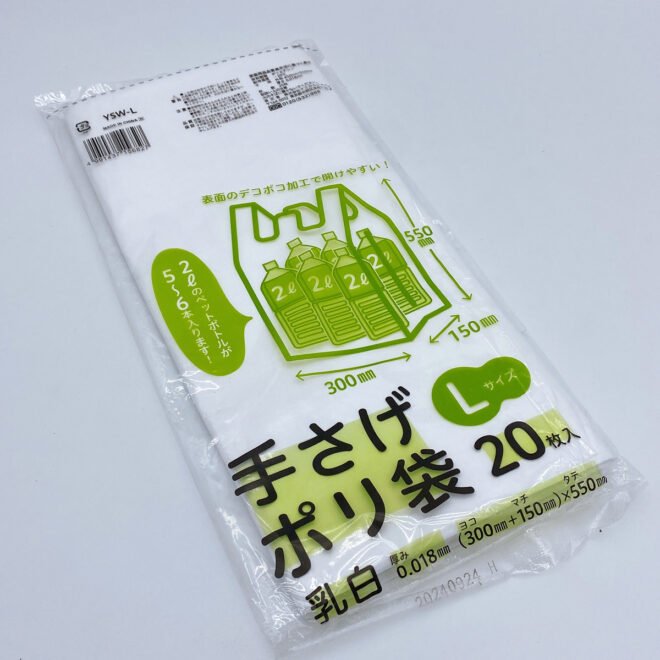 YSW-L
MADE IN CHINA
表面のデコボコ加工で開けやすい!
2ℓのペットボトルが
5〜6本入ります!
2ℓ 2ℓ 2ℓ
550mm
150mm
300mm
Lサイズ
手さげ
ポリ袋
20枚入
乳白
厚み
0.018mm
ヨコ マチ タテ
(300mm+150mm)×550mm
20240924 H